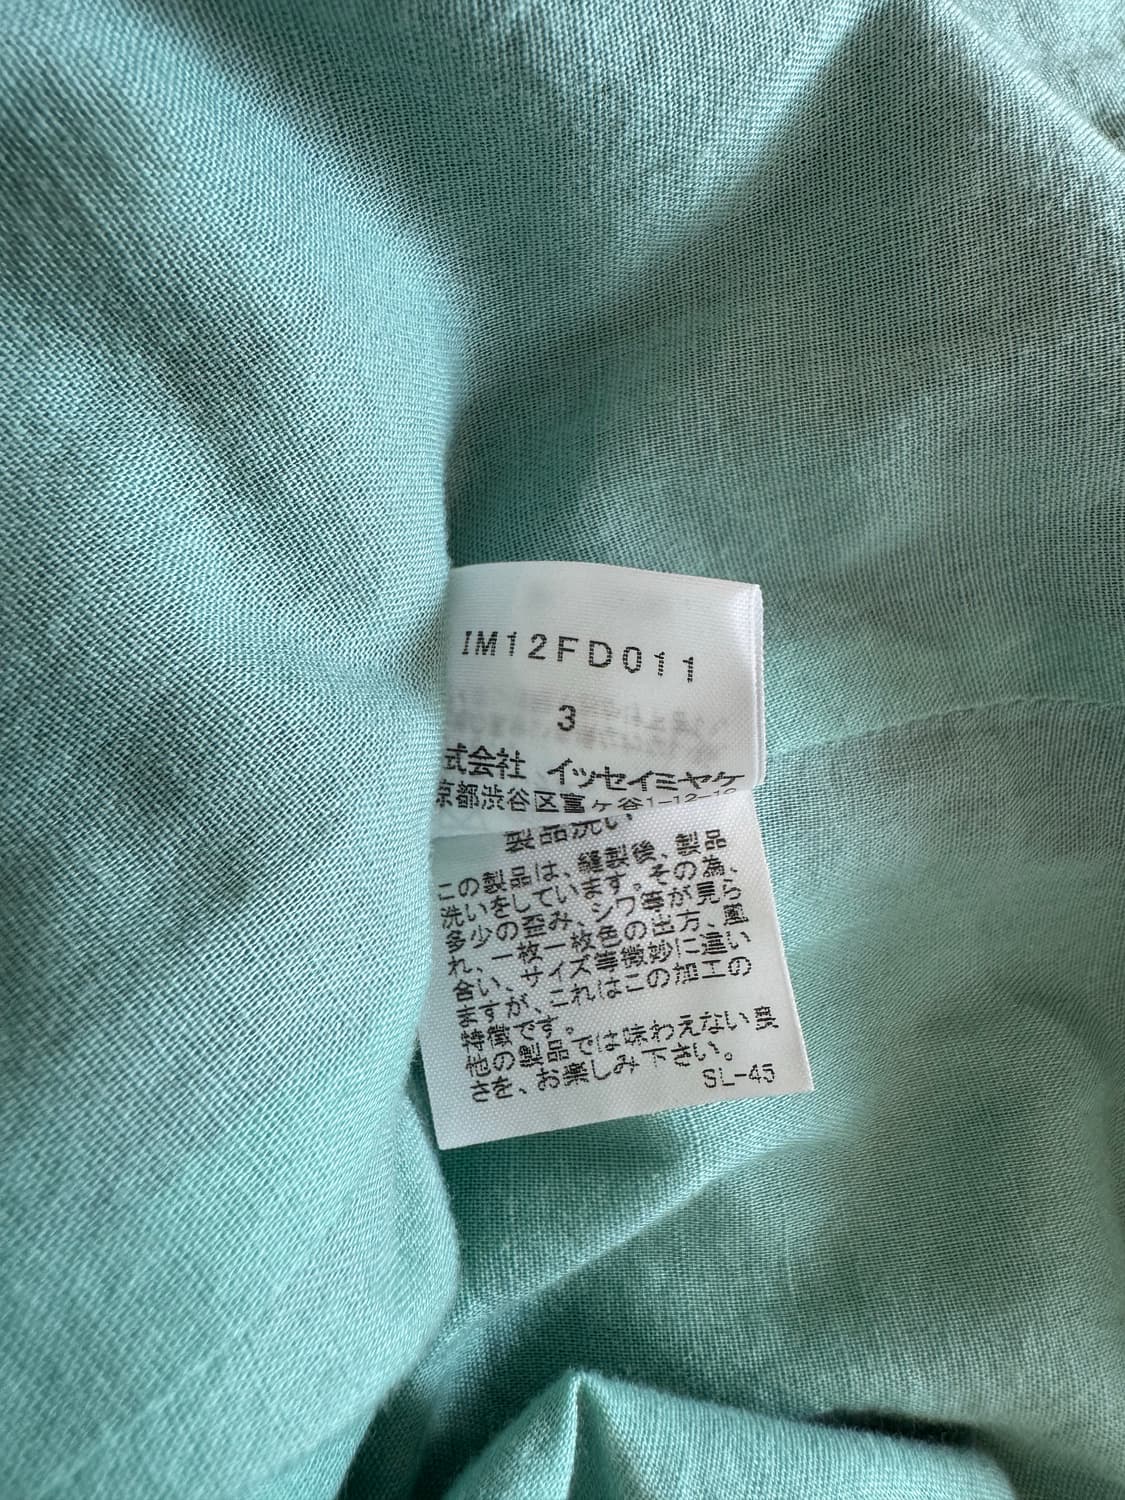 IM12FD011
3
式会社 イッセイミヤケ
京都渋谷区富ヶ谷1-12-10
製品洗い
この製品は、縫製後、製品
洗いをしています。その為、
多少の歪み、シワ等が見ら
れ、一枚一枚色の出方、風
合い、サイズ等微妙に違い
ますが、これはこの加工の
特徴です。
他の製品では味わえない良
さを、お楽しみ下さい。
SL-45